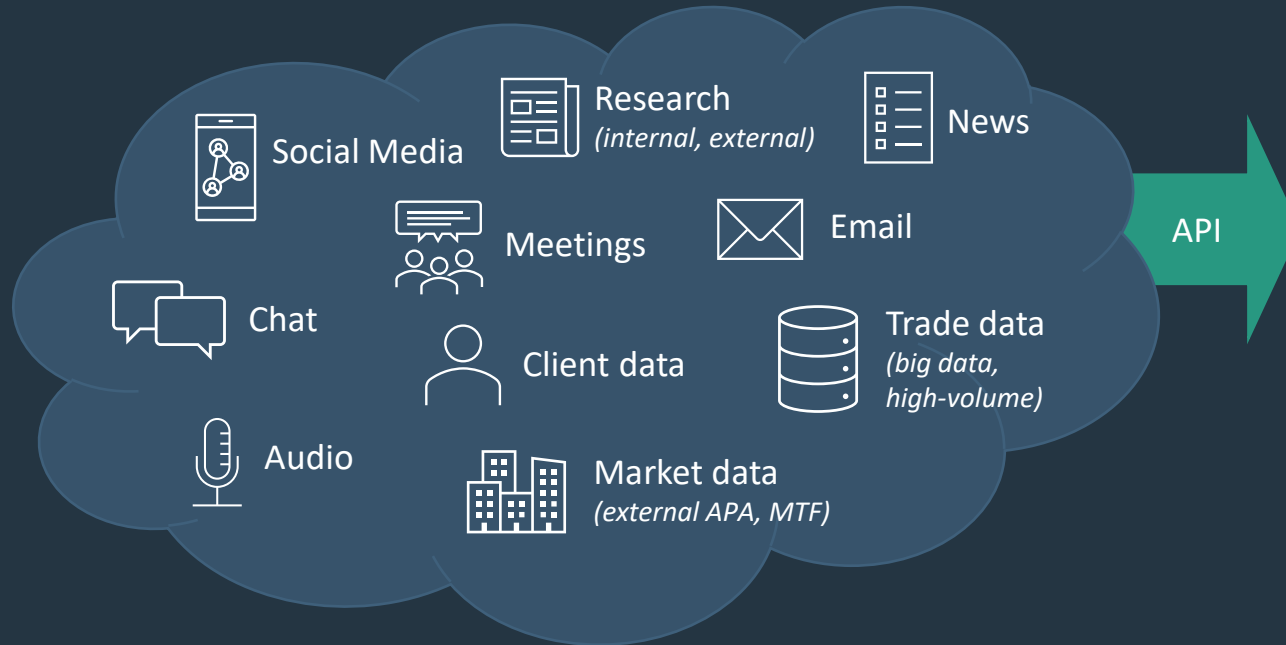 Research
(internal, external)
News
Social Media
Meetings
Email
API
Chat
Client data
Trade data
(big data,
high-volume)
Audio
Market data
(external APA, MTF)